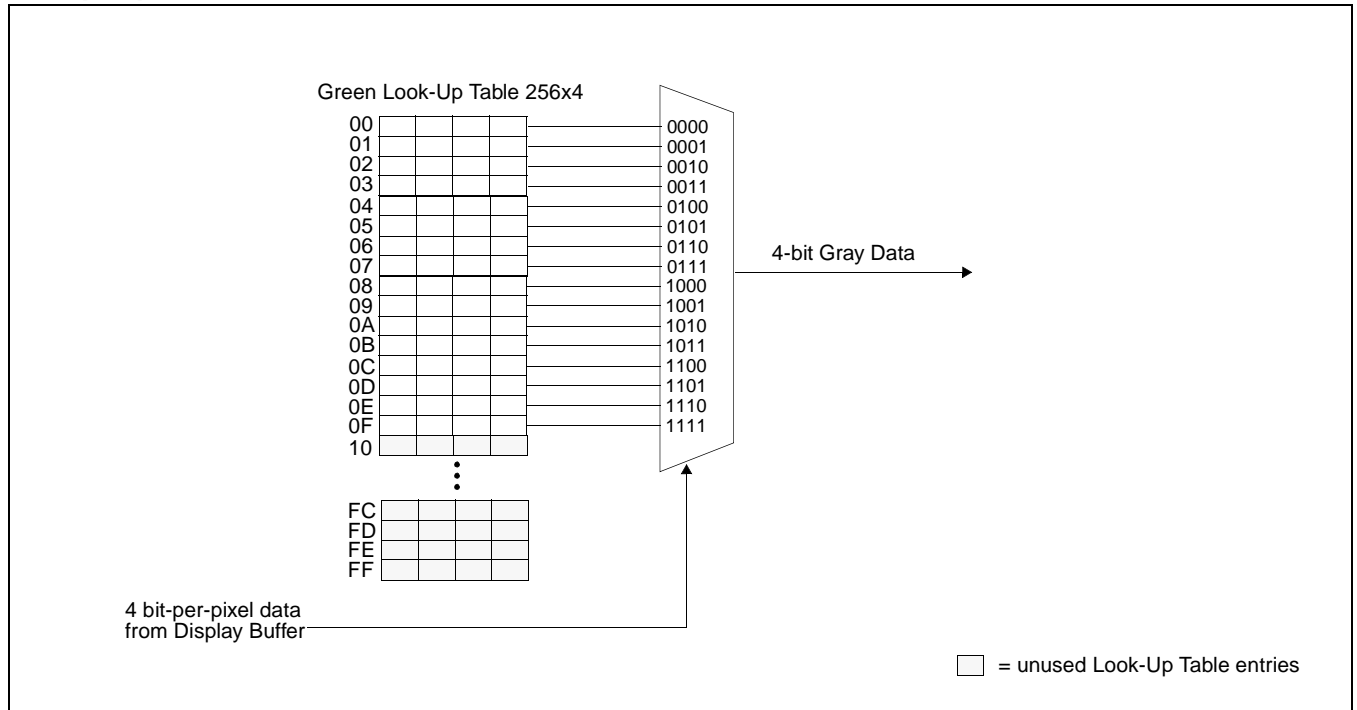 Green Look-Up Table 256x4
00 0000
01 0001
02 0010
03 0011
04 0100
05 0101
06 0110
4-bit Gray Data
07 0111
08 1000
09 1001
0A 1010
0B 1011
0C 1100
0D 1101
0E 1110
0F 1111
10
FC
FD
FE
FF
4 bit-per-pixel data
from Display Buffer
= unused Look-Up Table entries